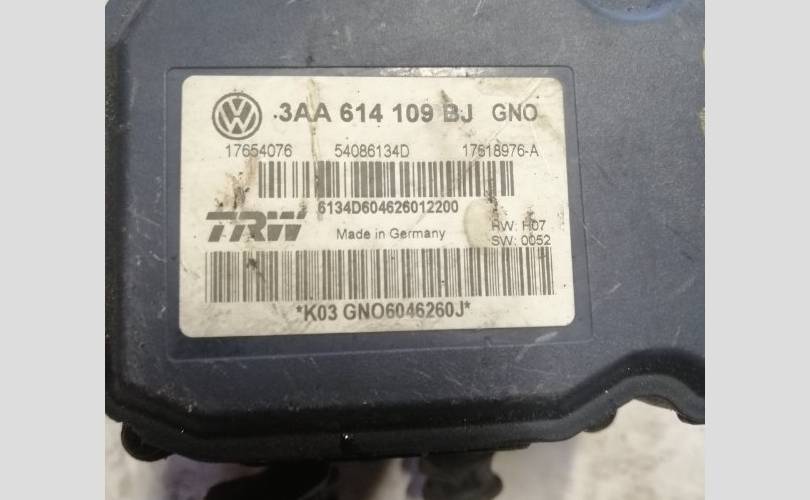 3AA 614 109 BJ GNO
17654076 54086134D 17518976-A
6134D604626012200
TRW
Made in Germany
HW: H07
SW: 0052
*K03 GNO6046260J*